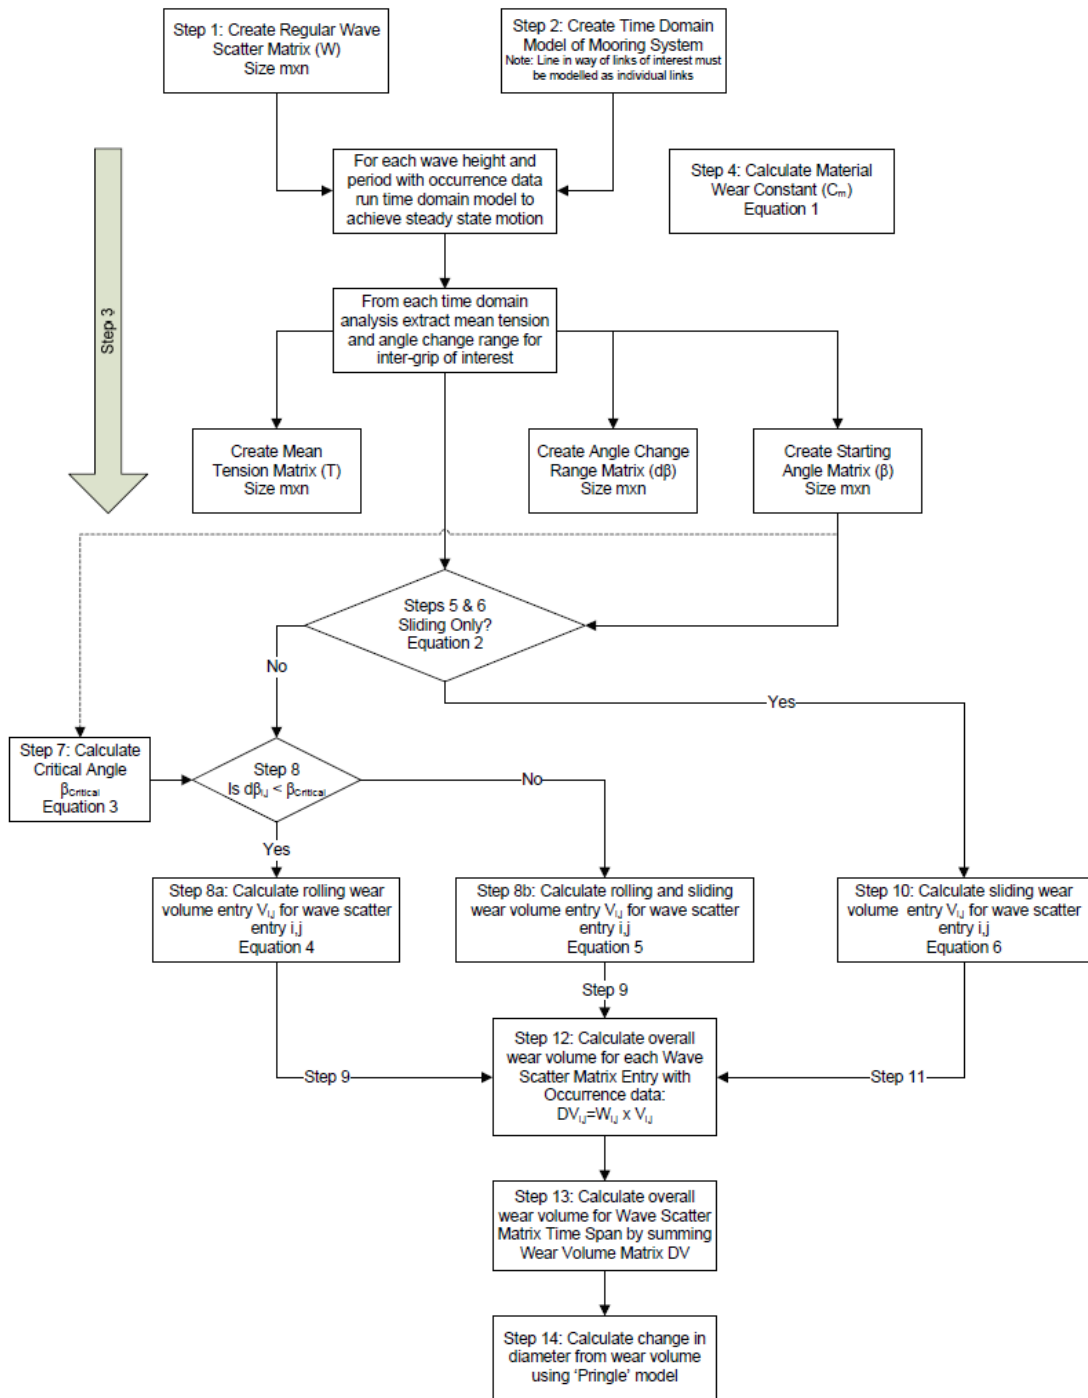 Step 1: Create Regular Wave
Scatter Matrix (W)
Size mxn
Step 2: Create Time Domain
Model of Mooring System
Note: Line in way of links of interest must
be modelled as individual links
For each wave height and
period with occurrence data
run time domain model to
achieve steady state motion
Step 4: Calculate Material
Wear Constant (Cm)
Equation 1
Step 3
From each time domain
analysis extract mean tension
and angle change range for
inter-grip of interest
Create Mean
Tension Matrix (T)
Size mxn
Create Angle Change
Range Matrix (dβ)
Size mxn
Create Starting
Angle Matrix (β)
Size mxn
Steps 5 & 6
Sliding Only?
Equation 2
No
Yes
Step 7: Calculate
Critical Angle
βCritical
Equation 3
Step 8
Is dβi,j < βCritical
No
Yes
Step 8a: Calculate rolling wear
volume entry Vi,j for wave scatter
entry i,j
Equation 4
Step 8b: Calculate rolling and sliding
wear volume entry Vi,j for wave scatter
entry i,j
Equation 5
Step 10: Calculate sliding wear
volume entry Vi,j for wave scatter
entry i,j
Equation 6
Step 9
Step 12: Calculate overall
wear volume for each Wave
Scatter Matrix Entry with
Occurrence data:
DVi,j=Wi,j x Vi,j
Step 9
Step 11
Step 13: Calculate overall
wear volume for Wave Scatter
Matrix Time Span by summing
Wear Volume Matrix DV
Step 14: Calculate change in
diameter from wear volume
using ‘Pringle’ model